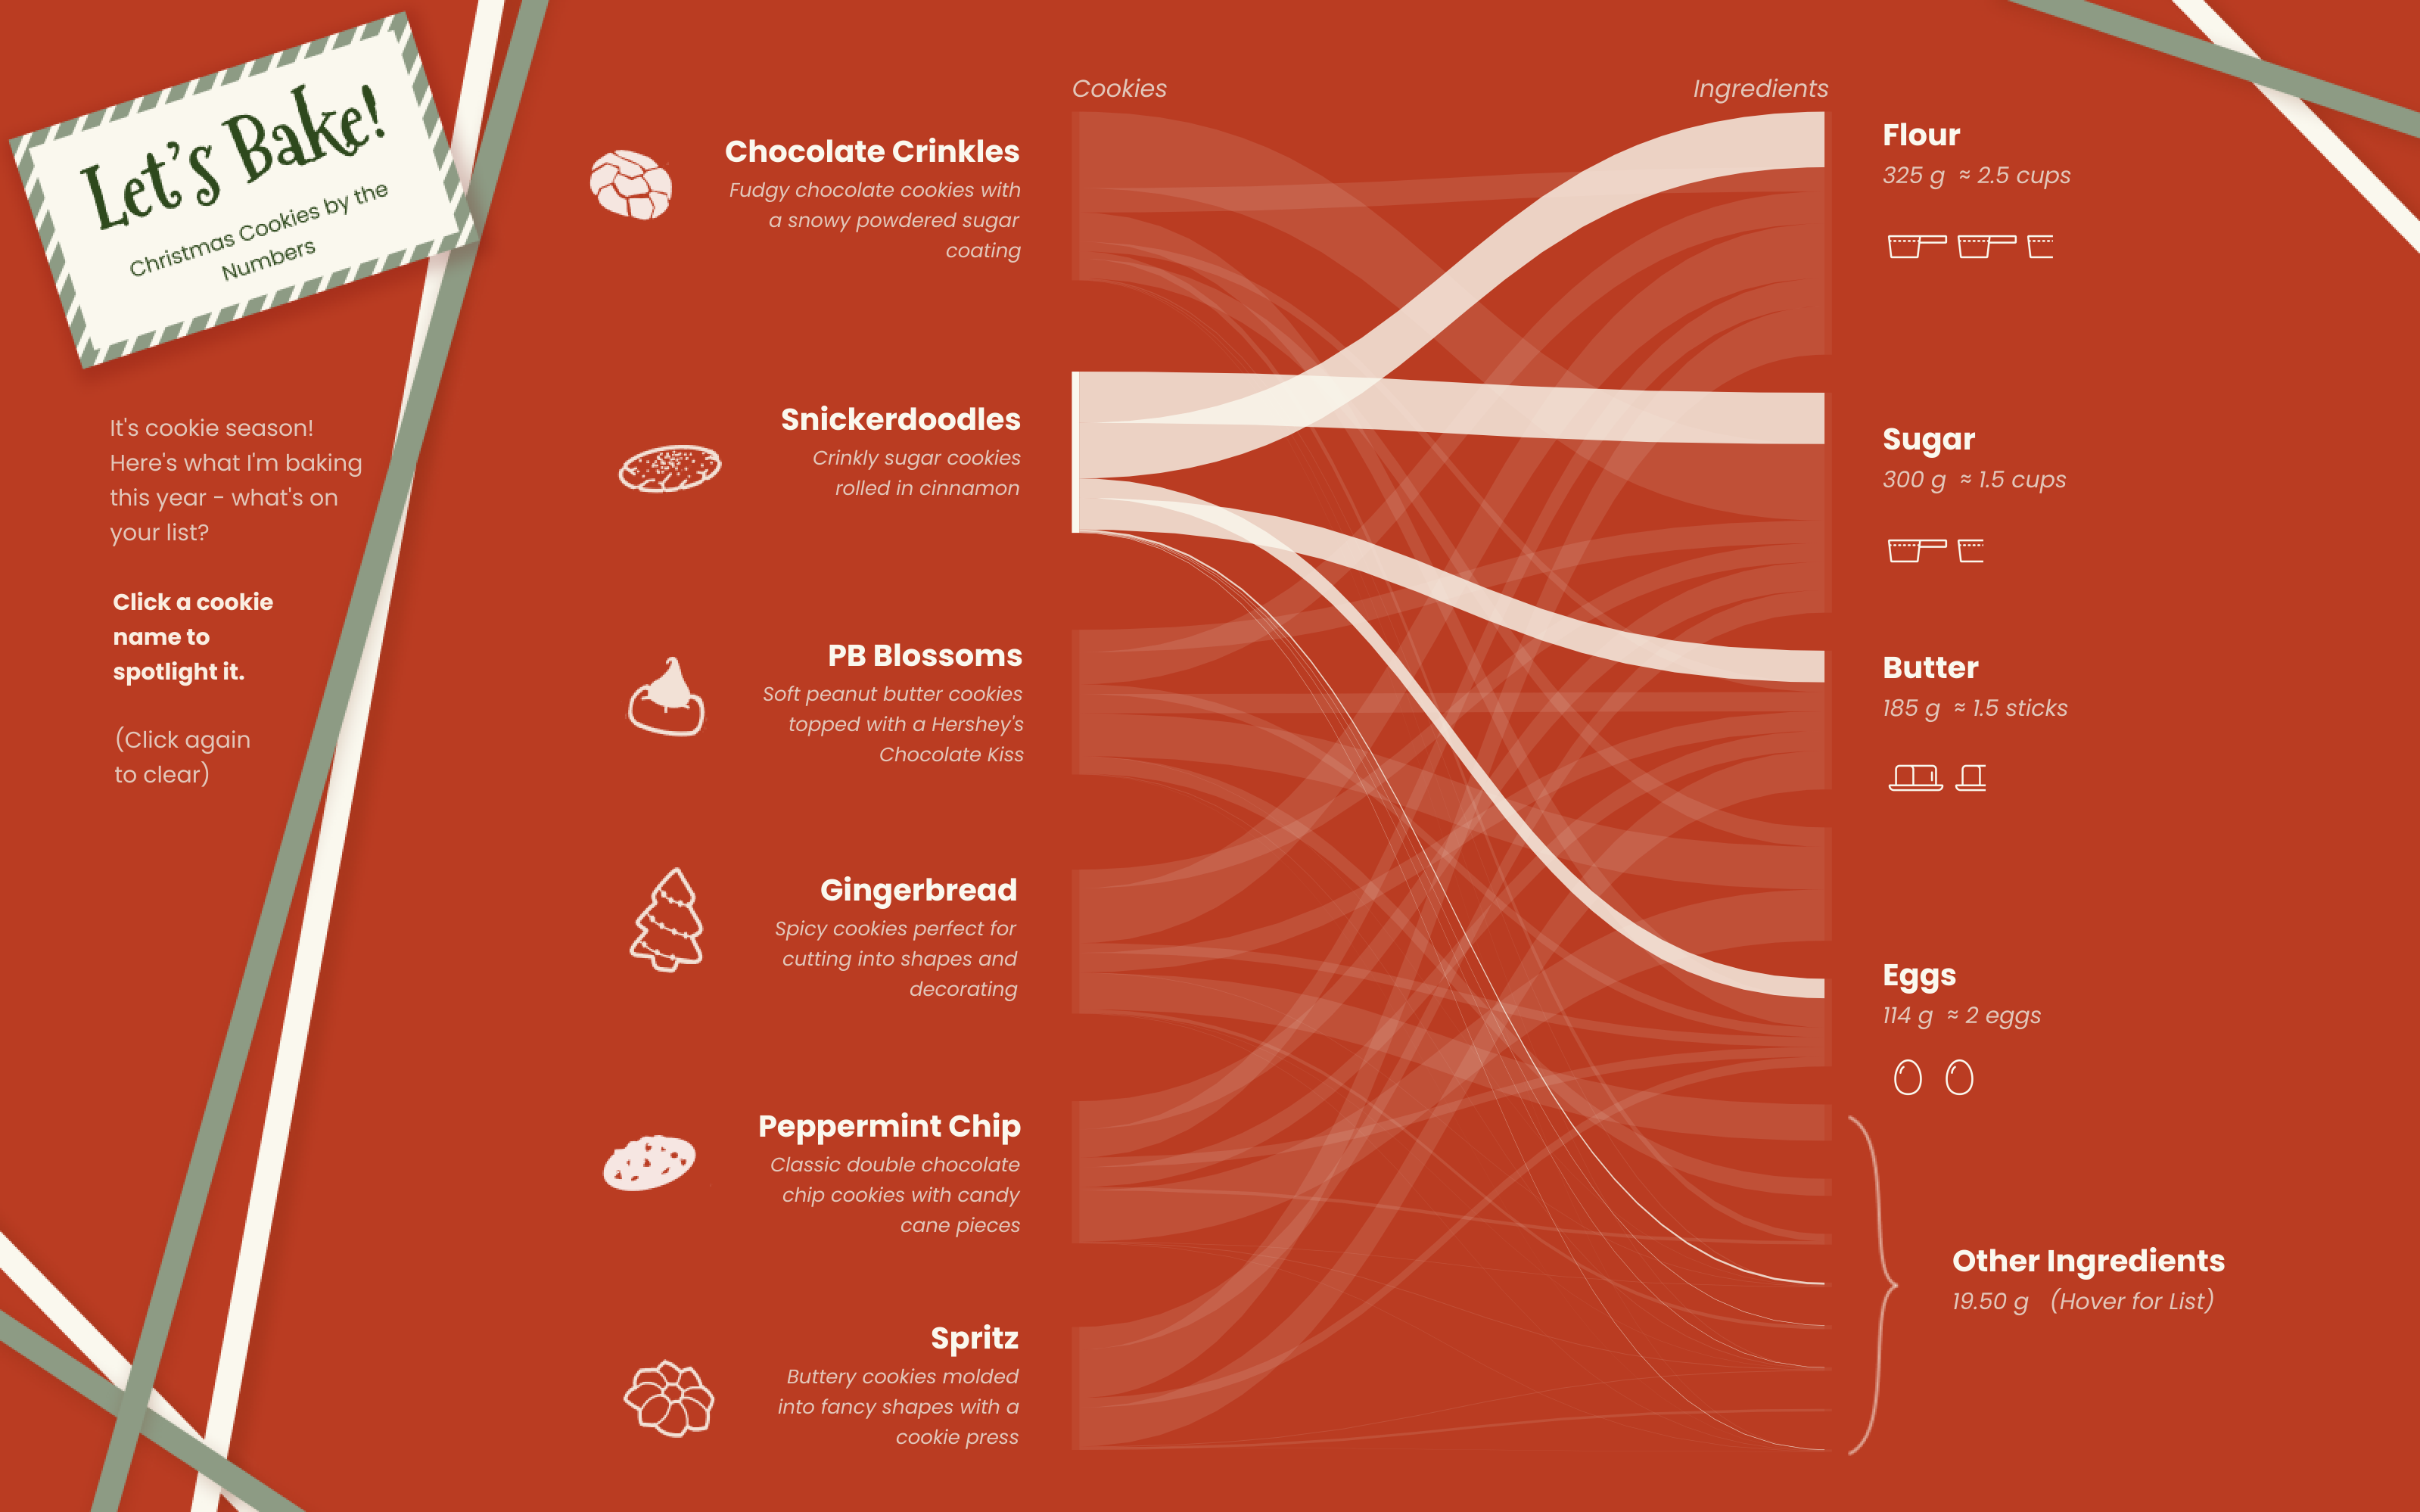 Let's Bake!
Christmas Cookies by the
Numbers
It's cookie season!
Here's what I'm baking
this year - what's on
your list?
Click a cookie
name to
spotlight it.
(Click again
to clear)
Cookies
Ingredients
Chocolate Crinkles
Fudgy chocolate cookies with
a snowy powdered sugar
coating
Snickerdoodles
Crinkly sugar cookies
rolled in cinnamon
PB Blossoms
Soft peanut butter cookies
topped with a Hershey's
Chocolate Kiss
Gingerbread
Spicy cookies perfect for
cutting into shapes and
decorating
Peppermint Chip
Classic double chocolate
chip cookies with candy
cane pieces
Spritz
Buttery cookies molded
into fancy shapes with a
cookie press
Flour
325 g ≈ 2.5 cups
Sugar
300 g ≈ 1.5 cups
Butter
185 g ≈ 1.5 sticks
Eggs
114 g ≈ 2 eggs
Other Ingredients
19.50 g (Hover for List)